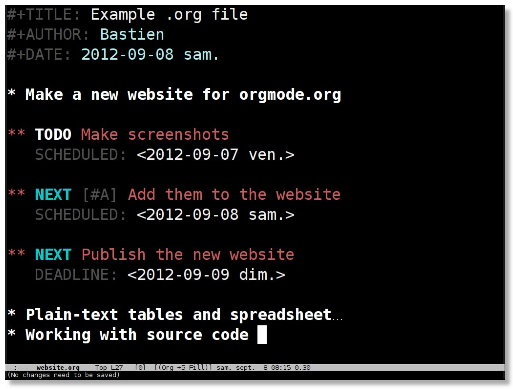 #+TITLE: Example .org file
#+AUTHOR: Bastien
#+DATE: 2012-09-08 sam.
* Make a new website for orgmode.org
** TODO Make screenshots
SCHEDULED: <2012-09-07 ven.>
** NEXT [#A] Add them to the website
SCHEDULED: <2012-09-08 sam.>
** NEXT Publish the new website
DEADLINE: <2012-09-09 dim.>
* Plain-text tables and spreadsheet...
* Working with source code
website.org Top L27 [(Org +5 Fill)] sam. sept. 8 08:15 0.30
(No changes need to be saved)